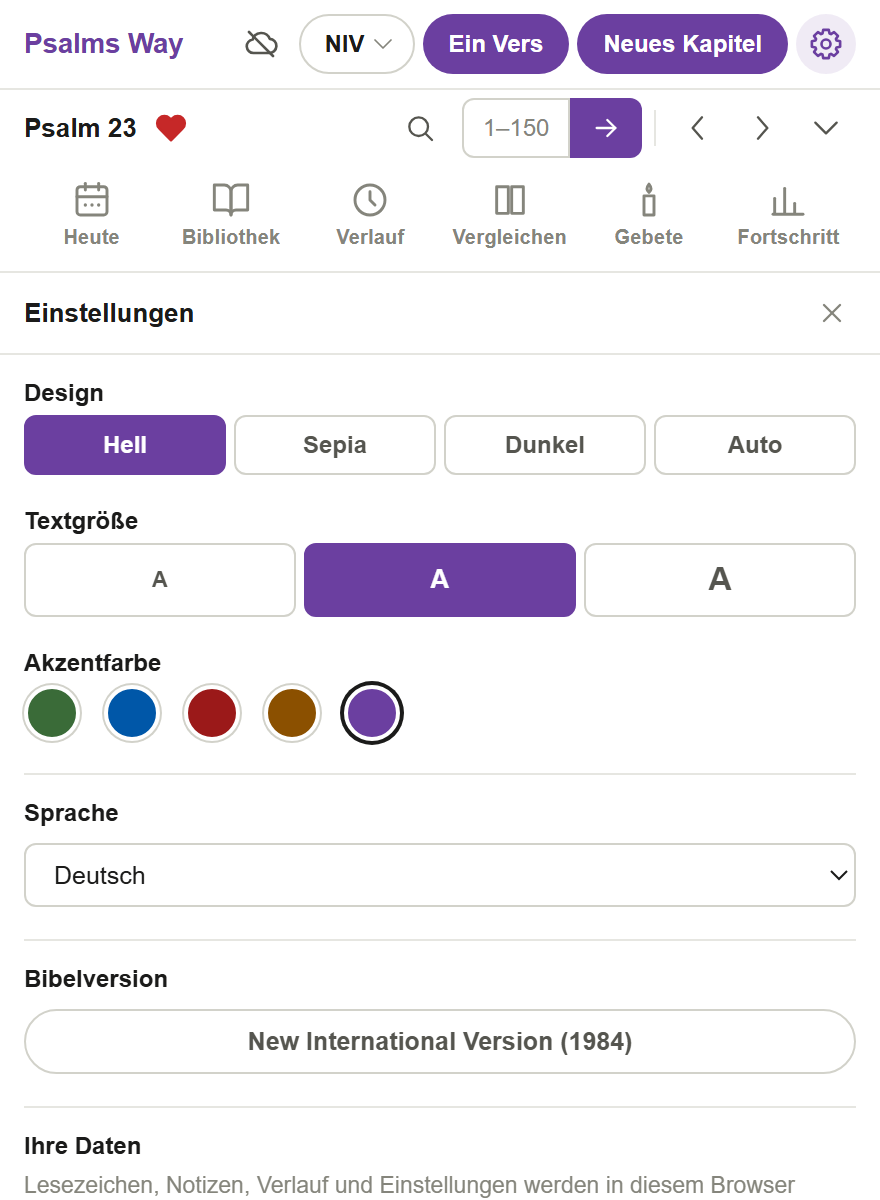 Psalms Way NIV Ein Vers Neues Kapitel
Psalm 23 1–150
Heute Bibliothek Verlauf Vergleichen Gebete Fortschritt
Einstellungen
Design
Hell Sepia Dunkel Auto
Textgröße
A A A
Akzentfarbe
Sprache
Deutsch
Bibelversion
New International Version (1984)
Ihre Daten
Lesezeichen, Notizen, Verlauf und Einstellungen werden in diesem Browser